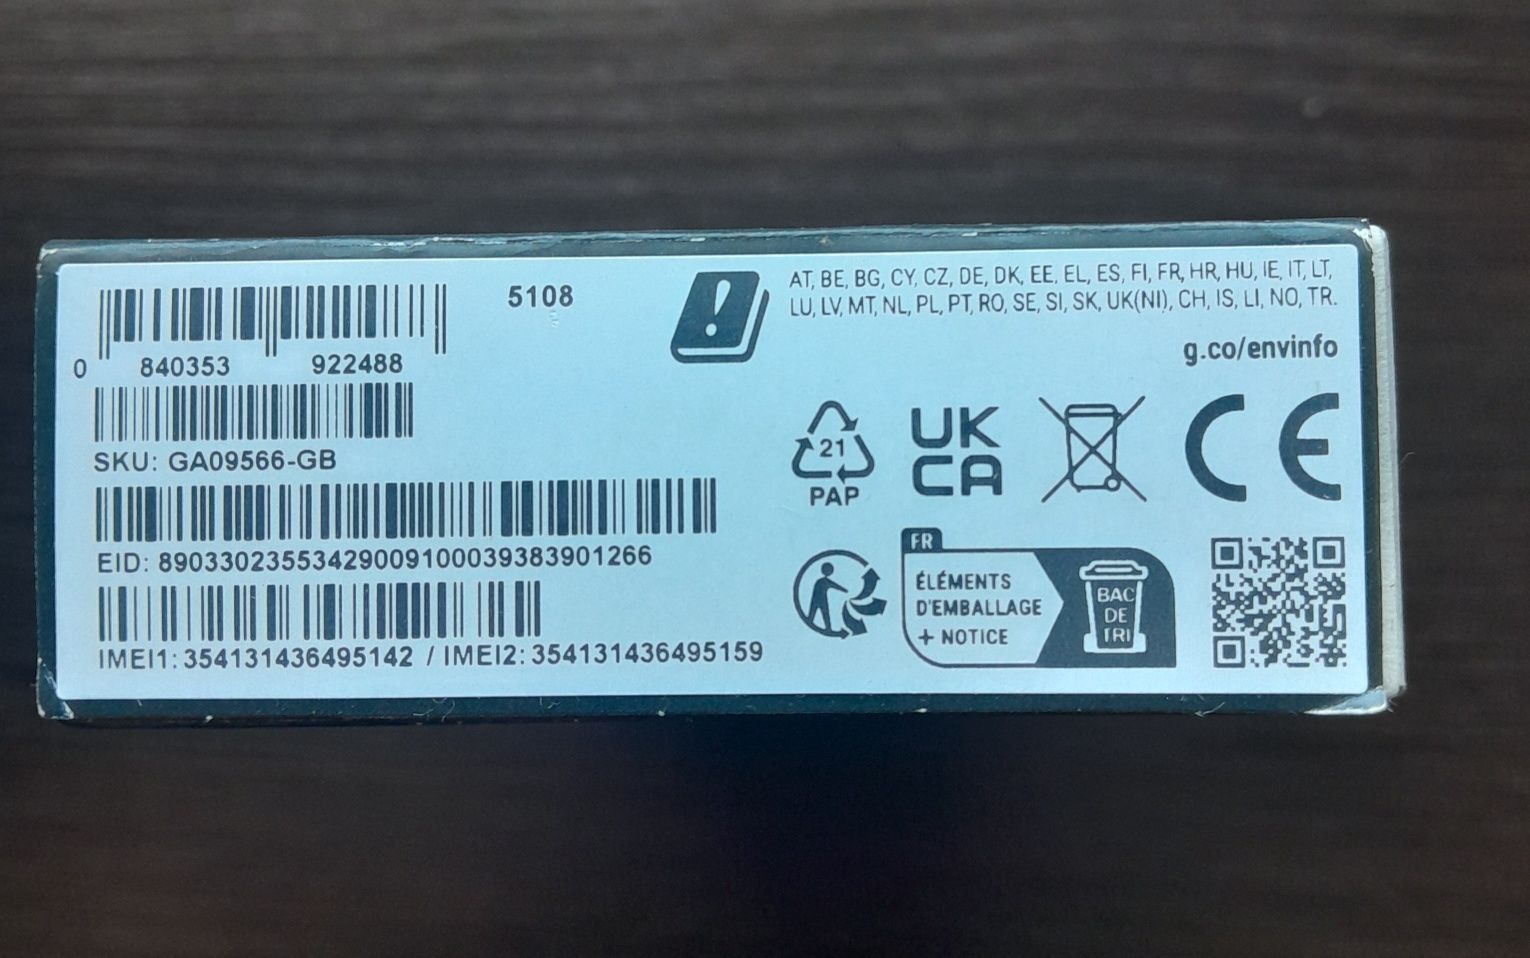 5108
0 840353 922488
SKU: GA09566-GB
EID: 89033023553429009100039383901266
IMEI1: 354131436495142 / IMEI2: 354131436495159
AT, BE, BG, CY, CZ, DE, DK, EE, EL, ES, FI, FR, HR, HU, IE, IT, LT,
LU, LV, MT, NL, PL, PT, RO, SE, SI, SK, UK(NI), CH, IS, LI, NO, TR.
g.co/envinfo
21
PAP
UK
CA
CE
FR
ÉLÉMENTS
D'EMBALLAGE
+ NOTICE
BAC
DE
TRI